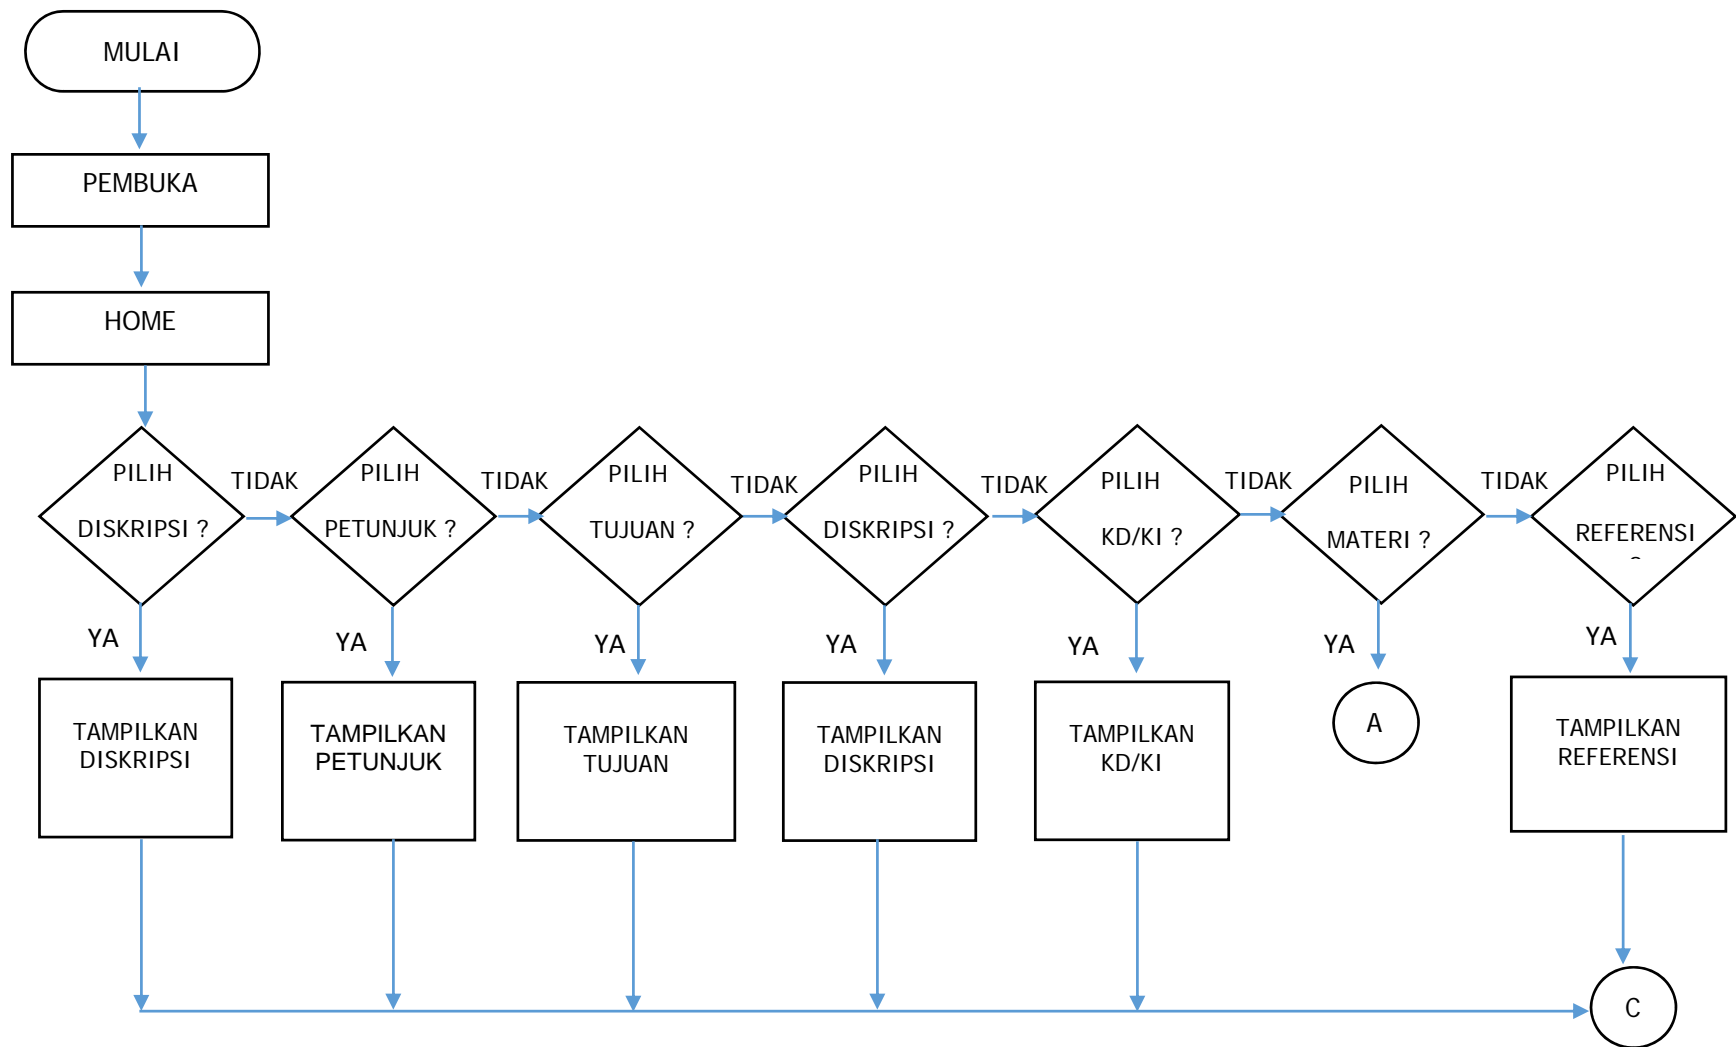 MULAI
PEMBUKA
HOME
PILIH
DISKRIPSI ?
TIDAK
PILIH
PETUNJUK ?
TIDAK
PILIH
TUJUAN ?
TIDAK
PILIH
DISKRIPSI ?
TIDAK
PILIH
KD/KI ?
TIDAK
PILIH
MATERI ?
TIDAK
PILIH
REFERENSI
YA
YA
YA
YA
YA
YA
YA
TAMPILKAN
DISKRIPSI
TAMPILKAN
PETUNJUK
TAMPILKAN
TUJUAN
TAMPILKAN
DISKRIPSI
TAMPILKAN
KD/KI
A
TAMPILKAN
REFERENSI
C